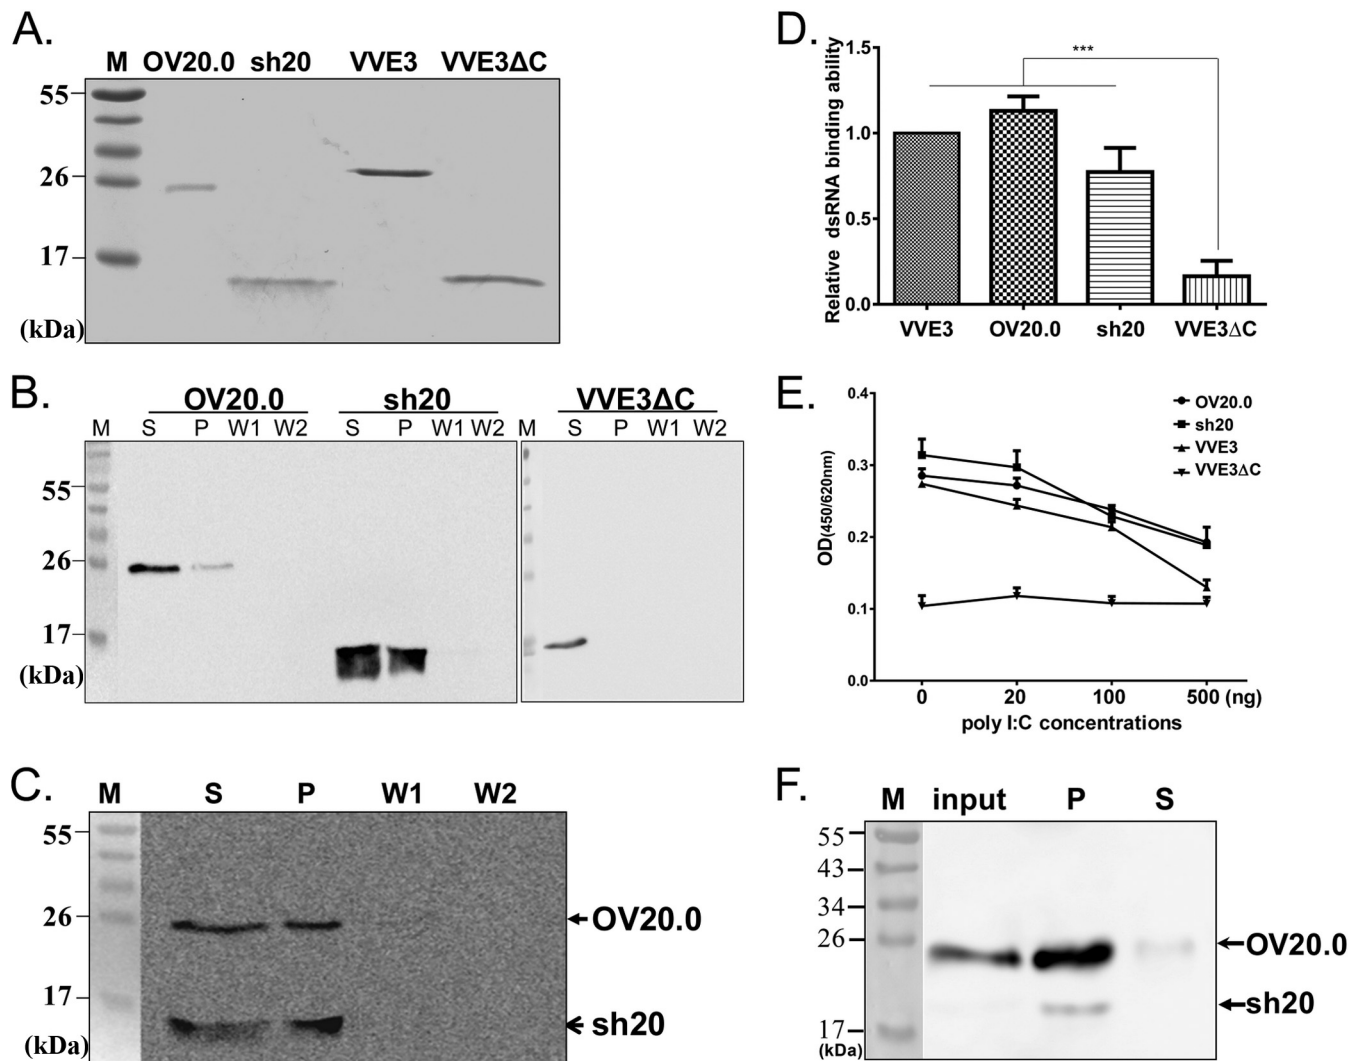 A.
M OV20.0 sh20 VVE3 VVE3ΔC
55
26
17
(kDa)
B.
OV20.0 sh20 VVE3ΔC
M S P W1 W2 S P W1 W2 M S P W1 W2
55
26
17
(kDa)
C.
M S P W1 W2
55
26
17
(kDa)
OV20.0
sh20
D.
Relative dsRNA binding ability
1.5
1.0
0.5
0.0
***
VVE3 OV20.0 sh20 VVE3ΔC
E.
OD(450/620nm)
0.4
0.3
0.2
0.1
0.0
OV20.0
sh20
VVE3
VVE3ΔC
0 20 100 500 (ng)
poly I:C concentrations
F.
M input P S
55
43
34
26
17
(kDa)
OV20.0
sh20